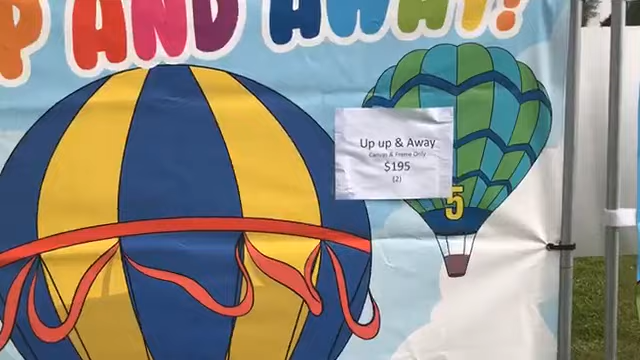 P AND AWAY!
Up up & Away
Canvas & Frame Only
$195
(2)
5